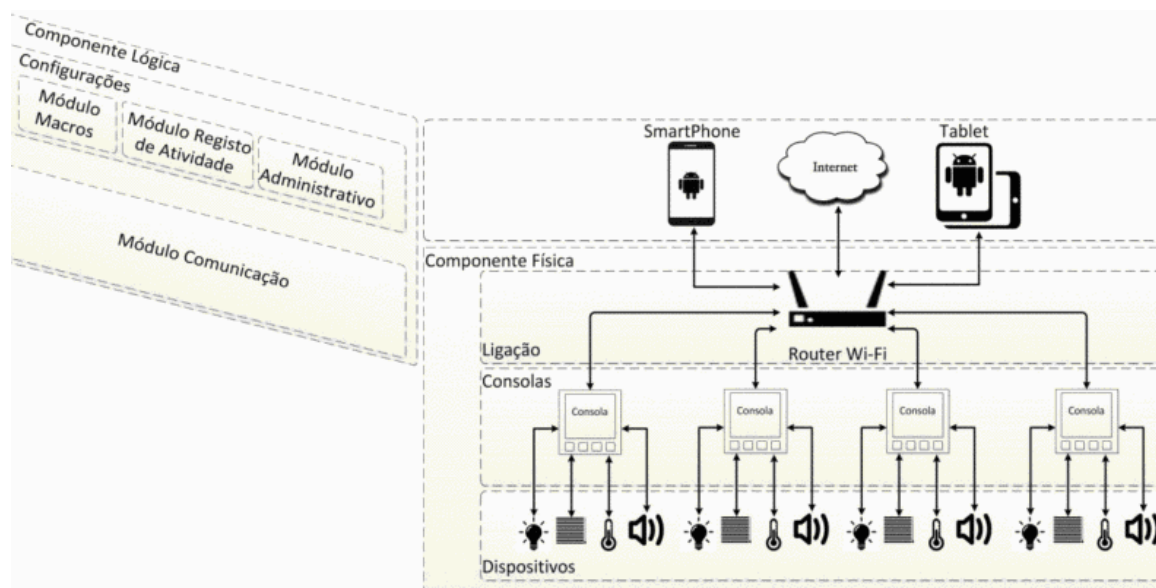 Componente Lógica
Configurações
Módulo
Macros
Módulo Registo
de Atividade
Módulo
Administrativo
Módulo Comunicação
SmartPhone
Internet
Tablet
Componente Física
Ligação
Router Wi-Fi
Consolas
Consola
Consola
Consola
Consola
Dispositivos